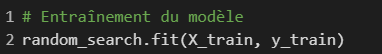 1 # Entraînement du modèle
2 random_search.fit(X_train, y_train)